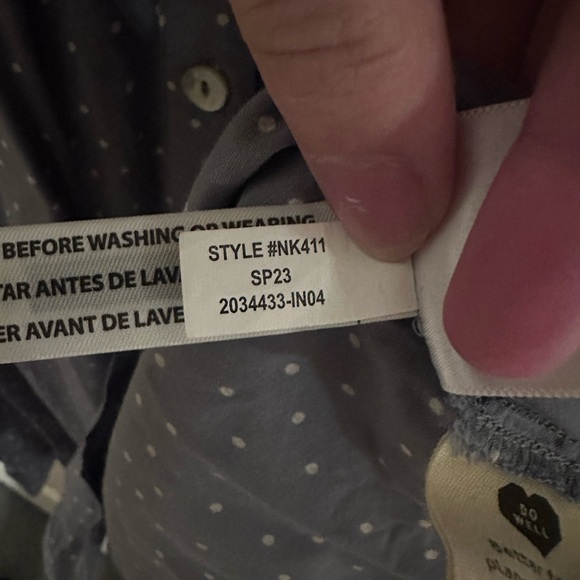 BEFORE WASHING OR WEARING
TAR ANTES DE LAV
ER AVANT DE LAVE
STYLE #NK411
SP23
2034433-IN04
DO
WELL